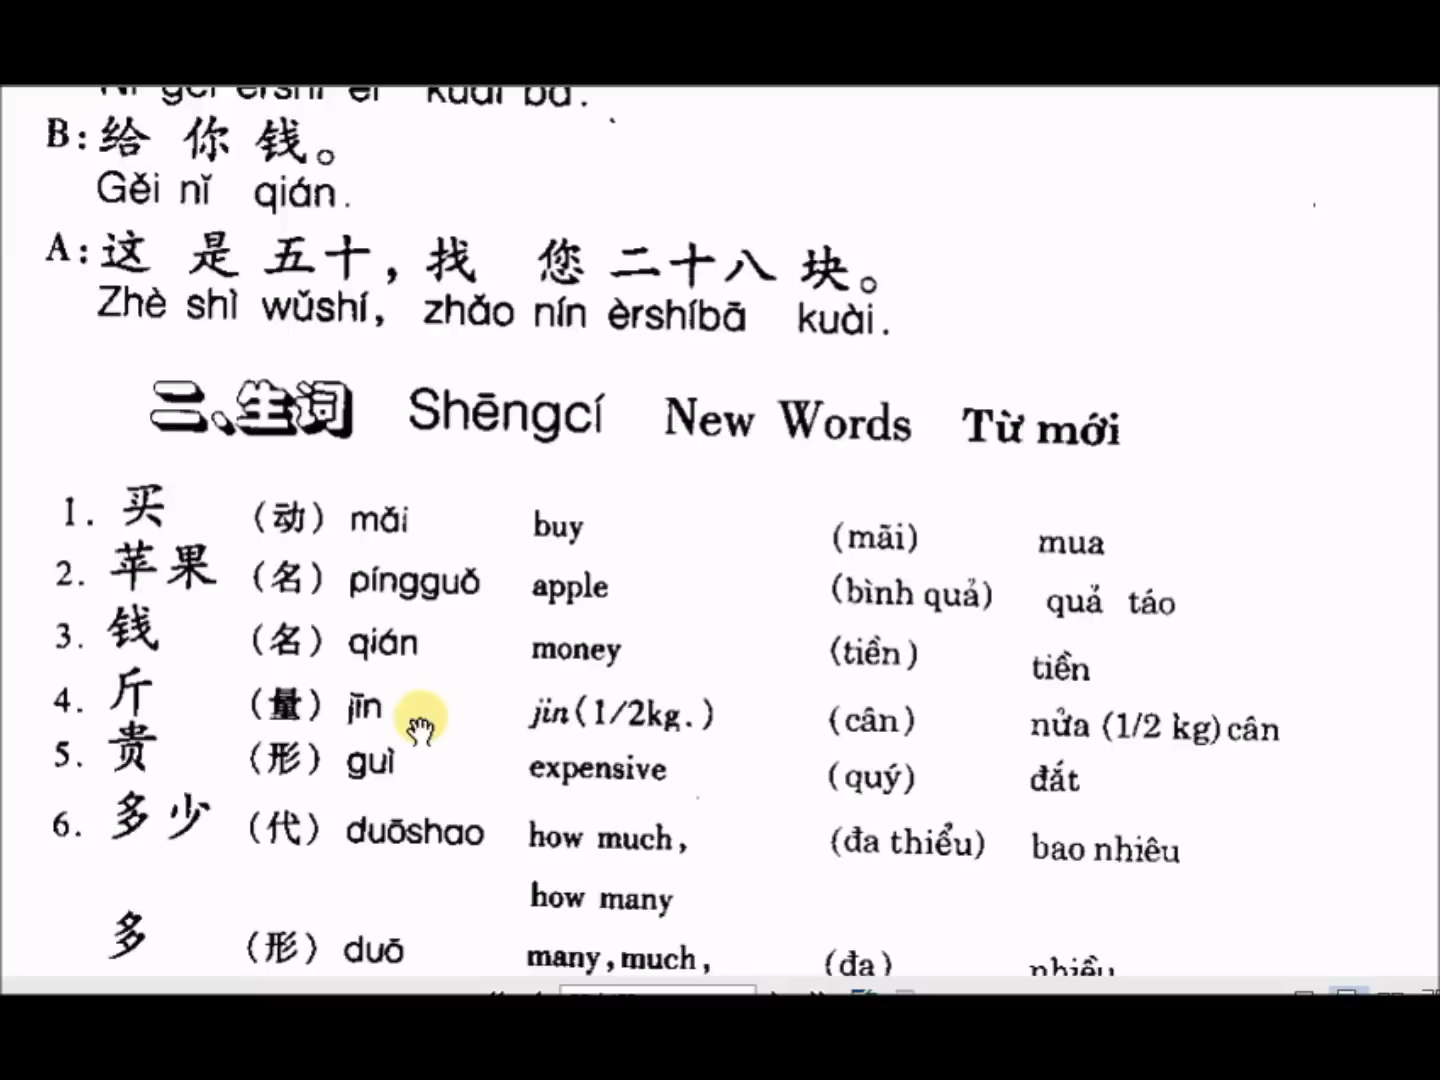 B: 给 你 钱。
Gěi nǐ qián.
A: 这 是 五十, 找 您 二十八 块。
Zhè shì wǔshí, zhǎo nín èrshíbā kuài.
二、生词 Shēngcí New Words Từ mới
1. 买 (动) mǎi buy (mãi) mua
2. 苹果 (名) píngguǒ apple (bình quả) quả táo
3. 钱 (名) qián money (tiền) tiền
4. 斤 (量) jīn jin(1/2kg.) (cân) nửa (1/2 kg) cân
5. 贵 (形) guì expensive (quý) đắt
6. 多少 (代) duōshao how much, (đa thiểu) bao nhiêu
how many
多 (形) duō many, much, (đa) nhiều